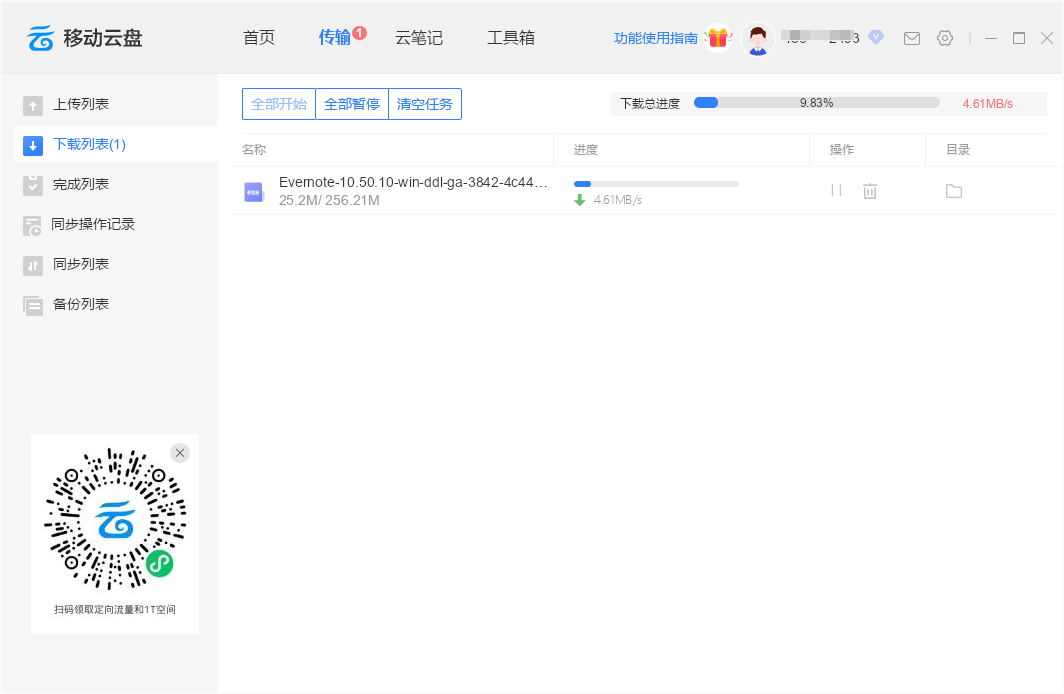 移动云盘
首页 传输 1 云笔记 工具箱 功能使用指南
上传列表
下载列表(1)
完成列表
同步操作记录
同步列表
备份列表
扫码领取定向流量和1T空间
全部开始 全部暂停 清空任务
下载总进度 9.83% 4.61MB/s
名称 进度 操作 目录
exe
Evernote-10.50.10-win-ddl-ga-3842-4c44...
25.2M/ 256.21M
4.61MB/s